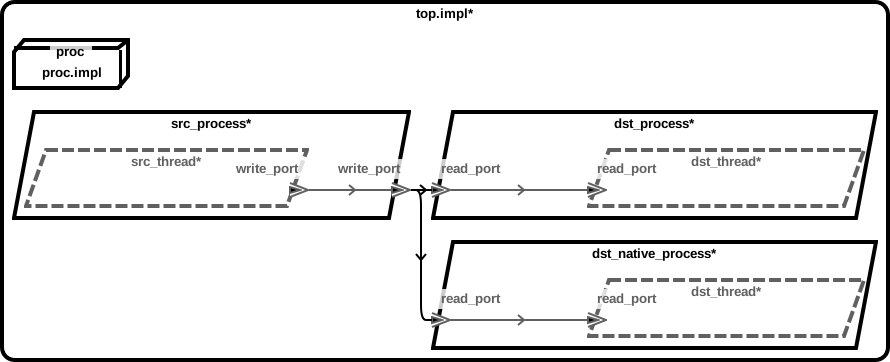 top.impl*
proc
proc.impl
src_process*
src_thread*
write_port
write_port
dst_process*
read_port
read_port
dst_thread*
dst_native_process*
read_port
read_port
dst_thread*